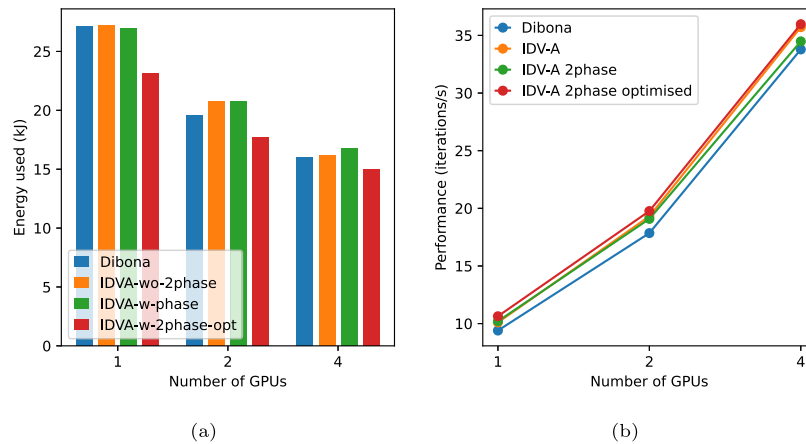 25
20
15
10
5
0
Energy used (kJ)
Dibona
IDVA-wo-2phase
IDVA-w-phase
IDVA-w-2phase-opt
1
2
4
Number of GPUs
(a)
35
30
25
20
15
10
Performance (iterations/s)
Dibona
IDV-A
IDV-A 2phase
IDV-A 2phase optimised
1
2
4
Number of GPUs
(b)